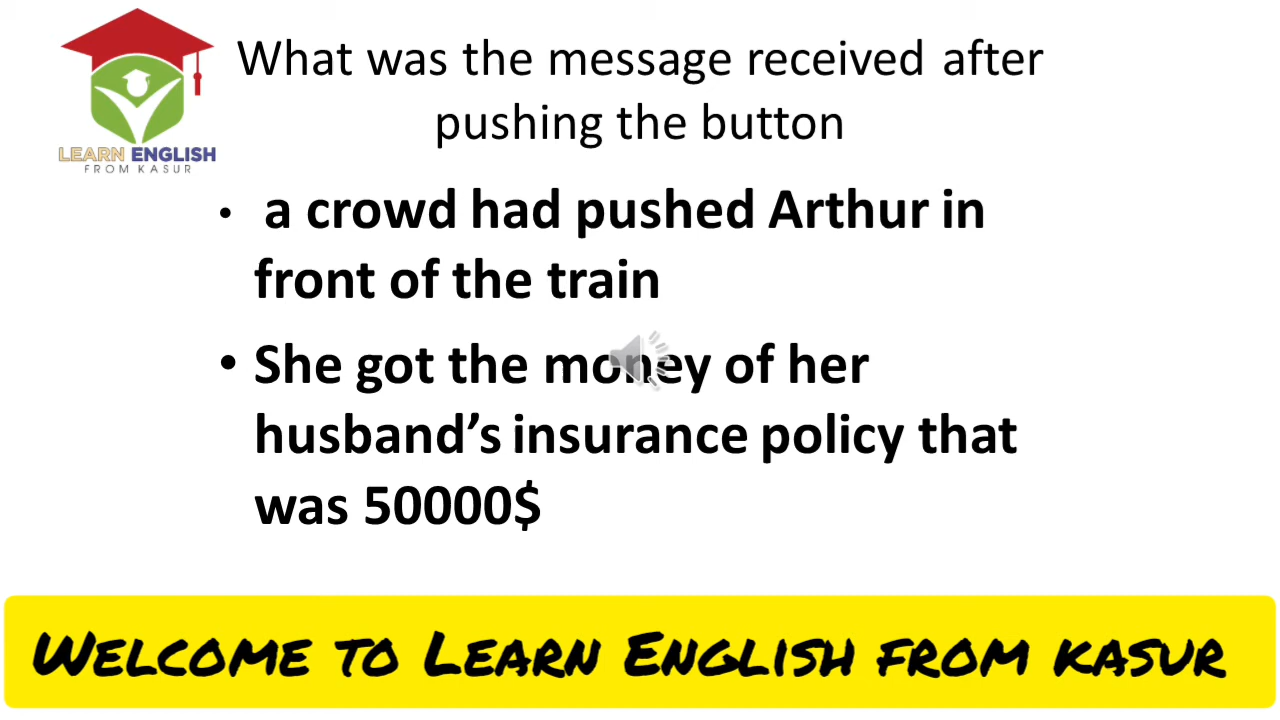 What was the message received after
pushing the button
LEARN ENGLISH
FROM KASUR
• a crowd had pushed Arthur in
front of the train
• She got the money of her
husband’s insurance policy that
was 50000$
Welcome to Learn English from kasur